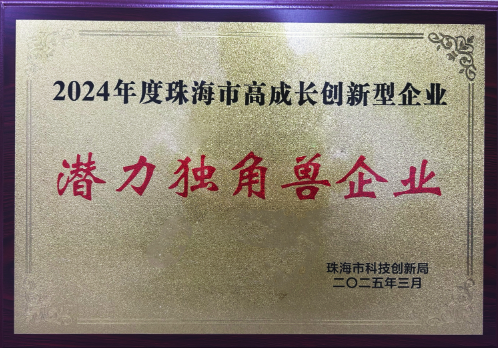 2024年度珠海市高成长创新型企业
潜力独角兽企业
珠海市科技创新局
二〇二五年三月